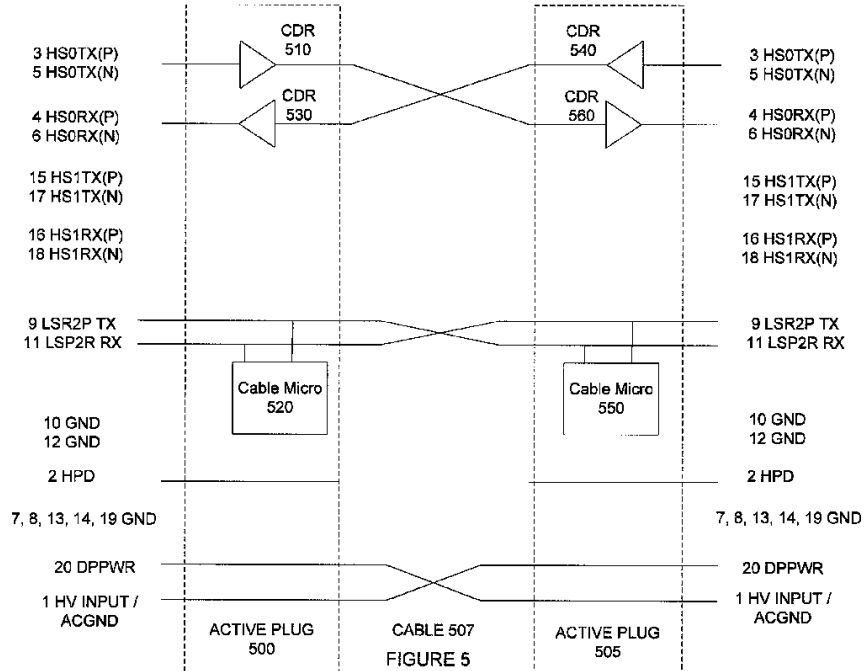 CDR
510
CDR
540
3 HS0TX(P)
5 HS0TX(N)
3 HS0TX(P)
5 HS0TX(N)
CDR
530
CDR
560
4 HS0RX(P)
6 HS0RX(N)
4 HS0RX(P)
6 HS0RX(N)
15 HS1TX(P)
17 HS1TX(N)
15 HS1TX(P)
17 HS1TX(N)
16 HS1RX(P)
18 HS1RX(N)
16 HS1RX(P)
18 HS1RX(N)
9 LSR2P TX
11 LSP2R RX
9 LSR2P TX
11 LSP2R RX
Cable Micro
520
Cable Micro
550
10 GND
12 GND
10 GND
12 GND
2 HPD
2 HPD
7, 8, 13, 14, 19 GND
7, 8, 13, 14, 19 GND
20 DPPWR
20 DPPWR
1 HV INPUT /
ACGND
1 HV INPUT /
ACGND
ACTIVE PLUG
500
CABLE 507
ACTIVE PLUG
505
FIGURE 5